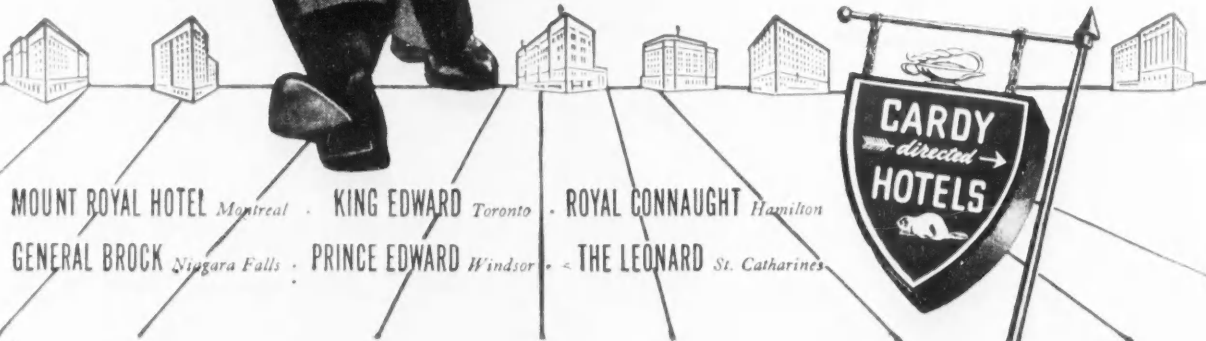 CARDY
directed
HOTELS
MOUNT ROYAL HOTEL Montreal . KING EDWARD Toronto . ROYAL CONNAUGHT Hamilton
GENERAL BROCK Niagara Falls . PRINCE EDWARD Windsor . THE LEONARD St. Catharines